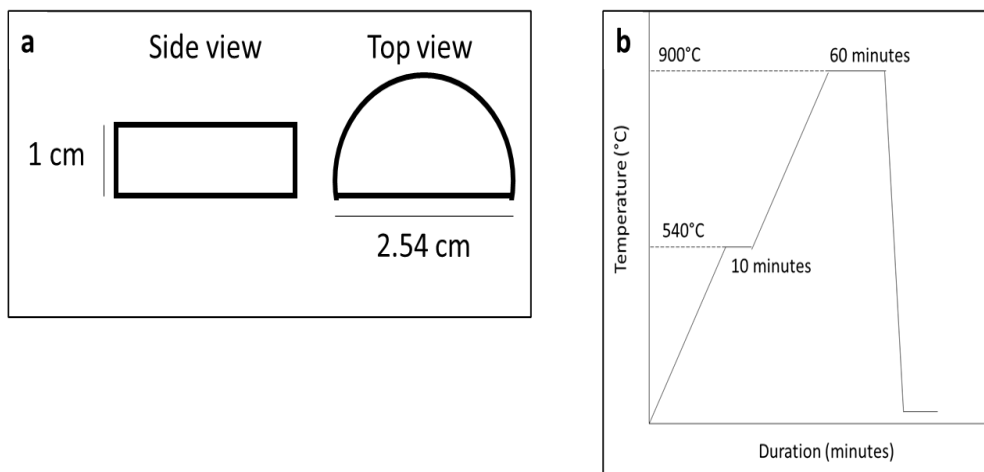 a
Side view
Top view
1 cm
2.54 cm
b
900°C
60 minutes
540°C
10 minutes
Temperature (°C)
Duration (minutes)